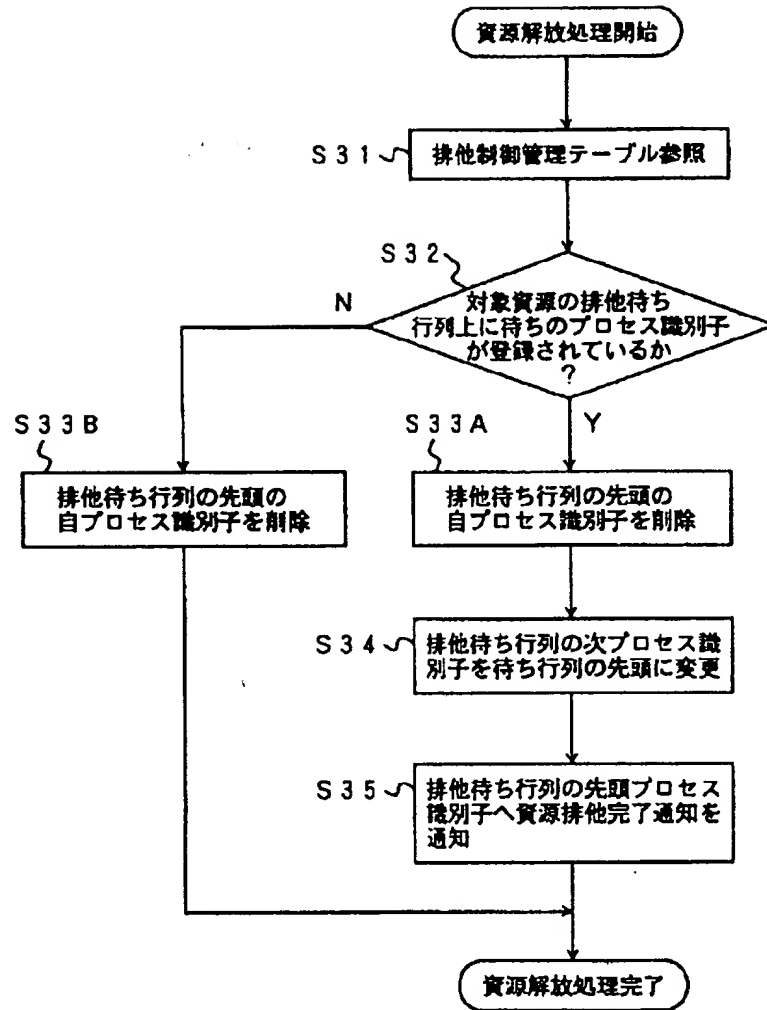 資源解放処理開始
S31
排他制御管理テーブル参照
S32
対象資源の排他待ち
行列上に待ちのプロセス識別子
が登録されているか
?
N
Y
S33B
排他待ち行列の先頭の
自プロセス識別子を削除
S33A
排他待ち行列の先頭の
自プロセス識別子を削除
S34
排他待ち行列の次プロセス識
別子を待ち行列の先頭に変更
S35
排他待ち行列の先頭プロセス
識別子へ資源排他完了通知を
通知
資源解放処理完了